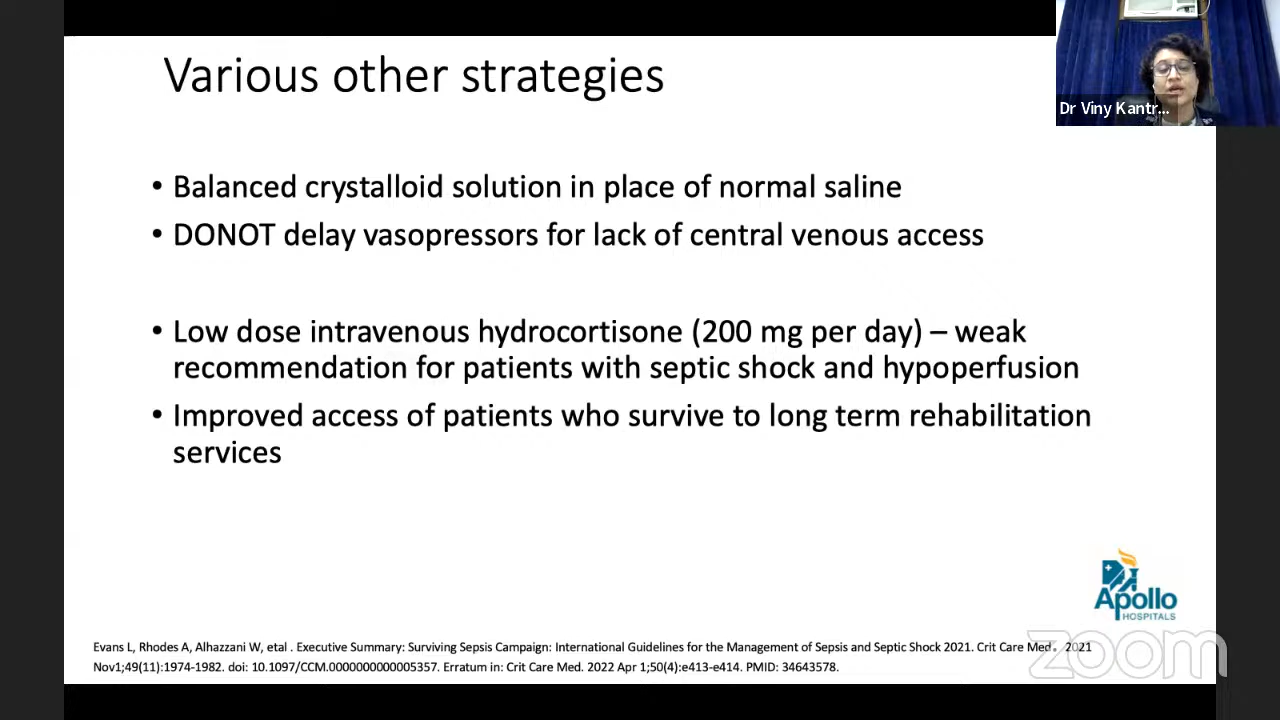 Various other strategies
Dr Viny Kantr...
• Balanced crystalloid solution in place of normal saline
• DONOT delay vasopressors for lack of central venous access
• Low dose intravenous hydrocortisone (200 mg per day) – weak
recommendation for patients with septic shock and hypoperfusion
• Improved access of patients who survive to long term rehabilitation
services
Apollo
HOSPITALS
Evans L, Rhodes A, Alhazzani W, etal . Executive Summary: Surviving Sepsis Campaign: International Guidelines for the Management of Sepsis and Septic Shock 2021. Crit Care Med. 2021
Nov1;49(11):1974-1982. doi: 10.1097/CCM.0000000000005357. Erratum in: Crit Care Med. 2022 Apr 1;50(4):e413-e414. PMID: 34643578.
zoom